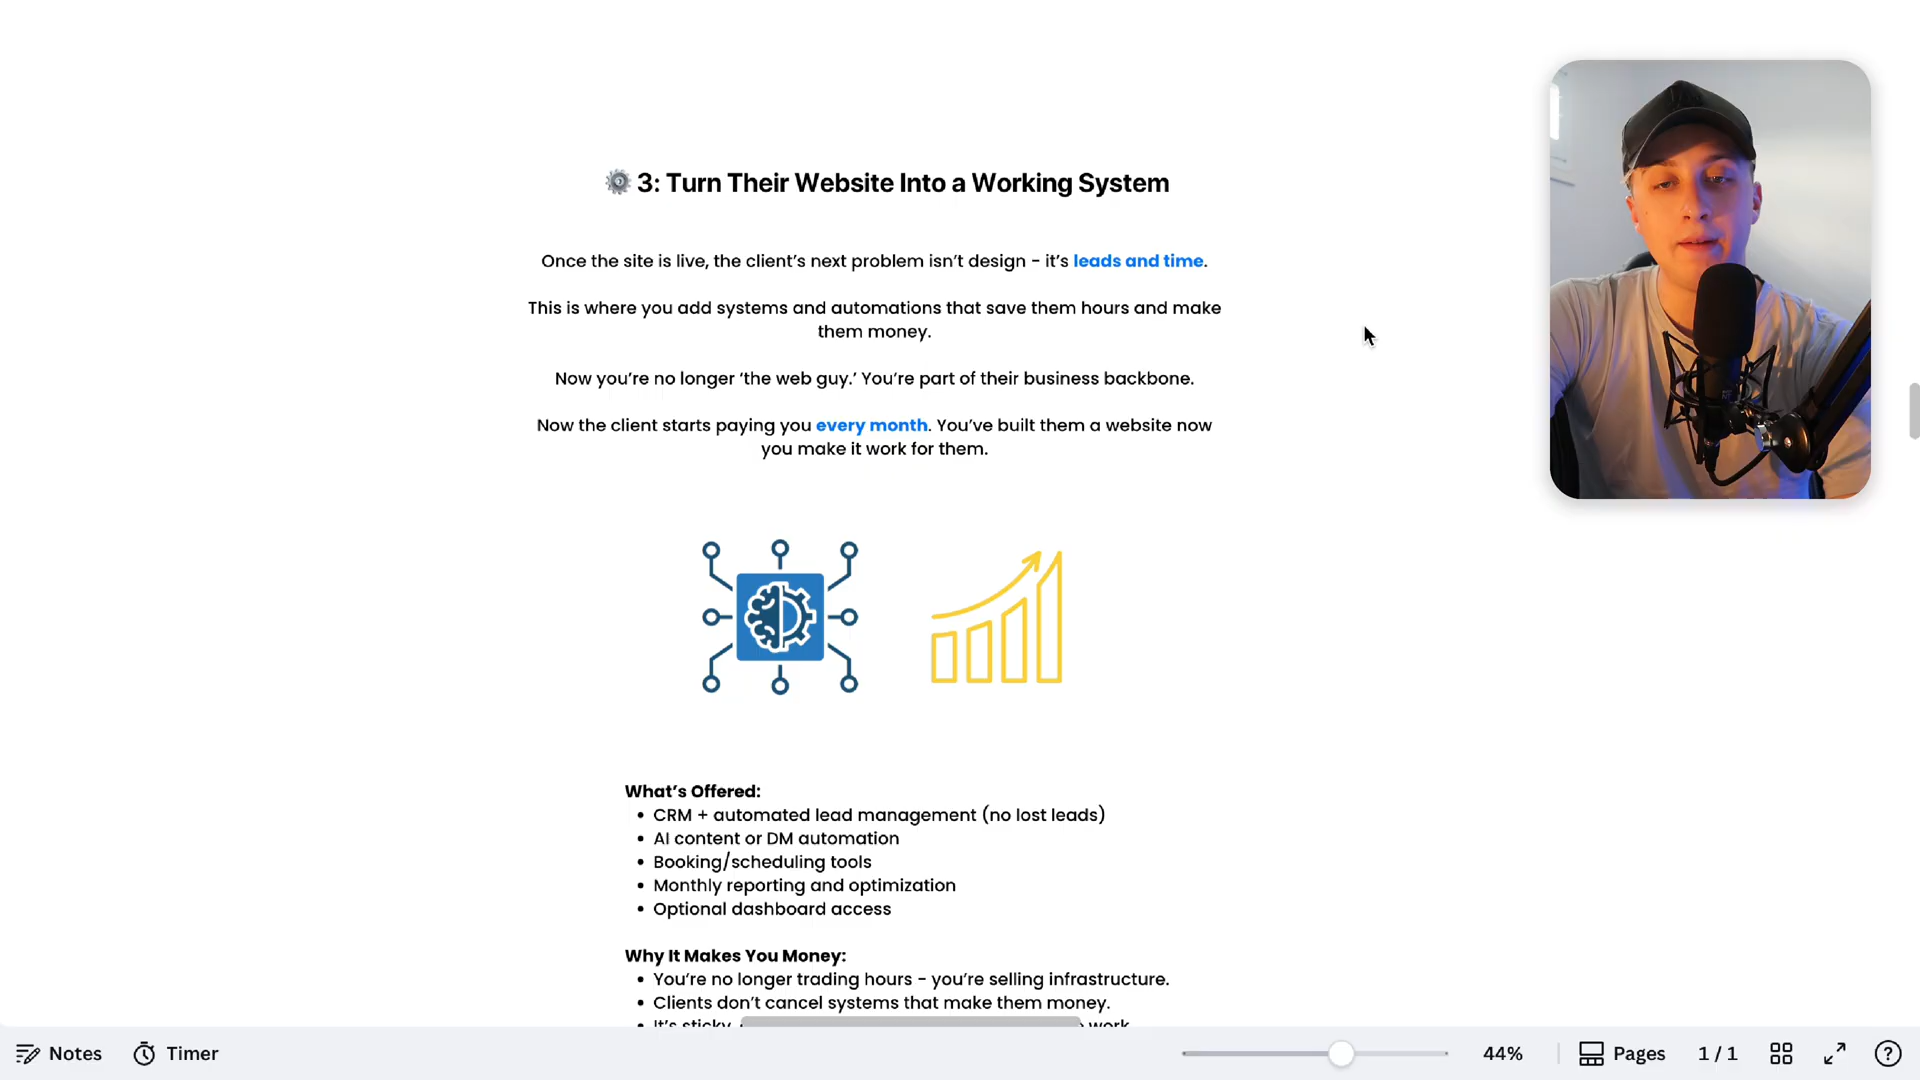 3: Turn Their Website Into a Working System
Once the site is live, the client's next problem isn't design - it's leads and time.
This is where you add systems and automations that save them hours and make
them money.
Now you're no longer 'the web guy.' You're part of their business backbone.
Now the client starts paying you every month. You've built them a website now
you make it work for them.
What's Offered:
• CRM + automated lead management (no lost leads)
• AI content or DM automation
• Booking/scheduling tools
• Monthly reporting and optimization
• Optional dashboard access
Why It Makes You Money:
• You're no longer trading hours - you're selling infrastructure.
• Clients don't cancel systems that make them money.
• It's sticky work
Notes
Timer
44%
Pages
1 / 1